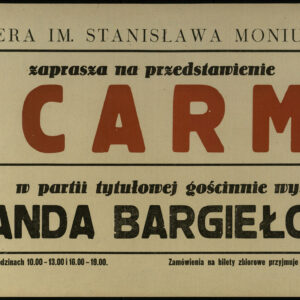 ERA IM. STANISŁAWA MONIU
zaprasza na przedstawienie
CARM
w partii tytułowej gościnnie wy
ANDA BARGIEŁO
dzinach 10.00 - 13.00 i 16.00 - 19.00. Zamówienia na bilety zbiorowe przyjmuje